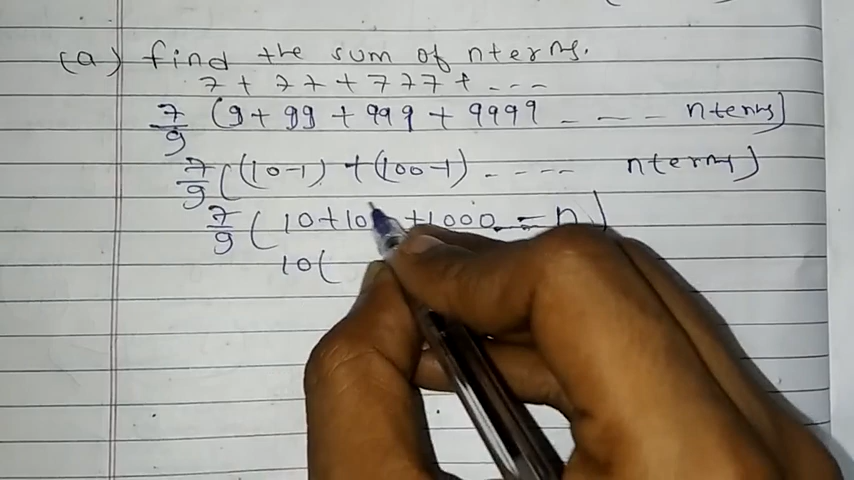 (a) find the sum of n terms.
7 + 77 + 777 + ---
7/9 (9 + 99 + 999 + 9999 ---- n terms)
7/9 ((10-1) + (100-1) ---- n terms)
7/9 ( 10 + 10 + 1000 -- = n)
10(